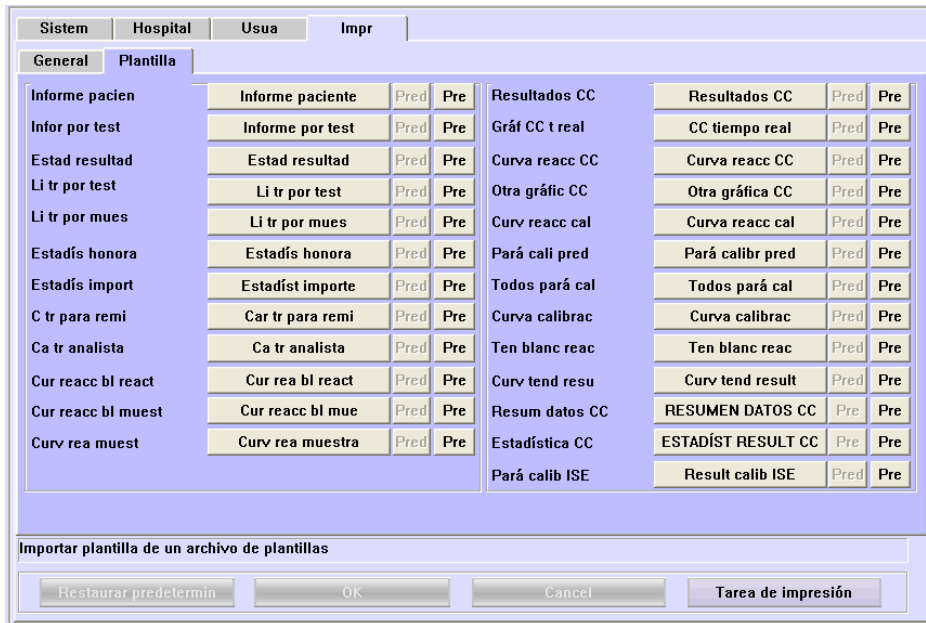 Sistem Hospital Usua Impr
General Plantilla
Informe pacien Informe paciente Pred Pre
Infor por test Informe por test Pred Pre
Estad resultad Estad resultad Pred Pre
Li tr por test Li tr por test Pred Pre
Li tr por mues Li tr por mues Pred Pre
Estadís honora Estadís honora Pred Pre
Estadís import Estadíst importe Pred Pre
C tr para remi Car tr para remi Pred Pre
Ca tr analista Ca tr analista Pred Pre
Cur reacc bl react Cur rea bl react Pred Pre
Cur reacc bl muest Cur reacc bl mue Pred Pre
Curv rea muest Curv rea muestra Pred Pre
Resultados CC Resultados CC Pred Pre
Gráf CC t real CC tiempo real Pred Pre
Curva reacc CC Curva reacc CC Pred Pre
Otra gráfic CC Otra gráfica CC Pred Pre
Curv reacc cal Curva reacc cal Pred Pre
Pará cali pred Pará calibr pred Pred Pre
Todos pará cal Todos pará cal Pred Pre
Curva calibrac Curva calibrac Pred Pre
Ten blanc reac Ten blanc reac Pred Pre
Curv tend resu Curv tend result Pred Pre
Resum datos CC RESUMEN DATOS CC Pre Pre
Estadística CC ESTADÍST RESULT CC Pre Pre
Pará calib ISE Result calib ISE Pred Pre
Importar plantilla de un archivo de plantillas
Restaurar predetermin OK Cancel Tarea de impresión